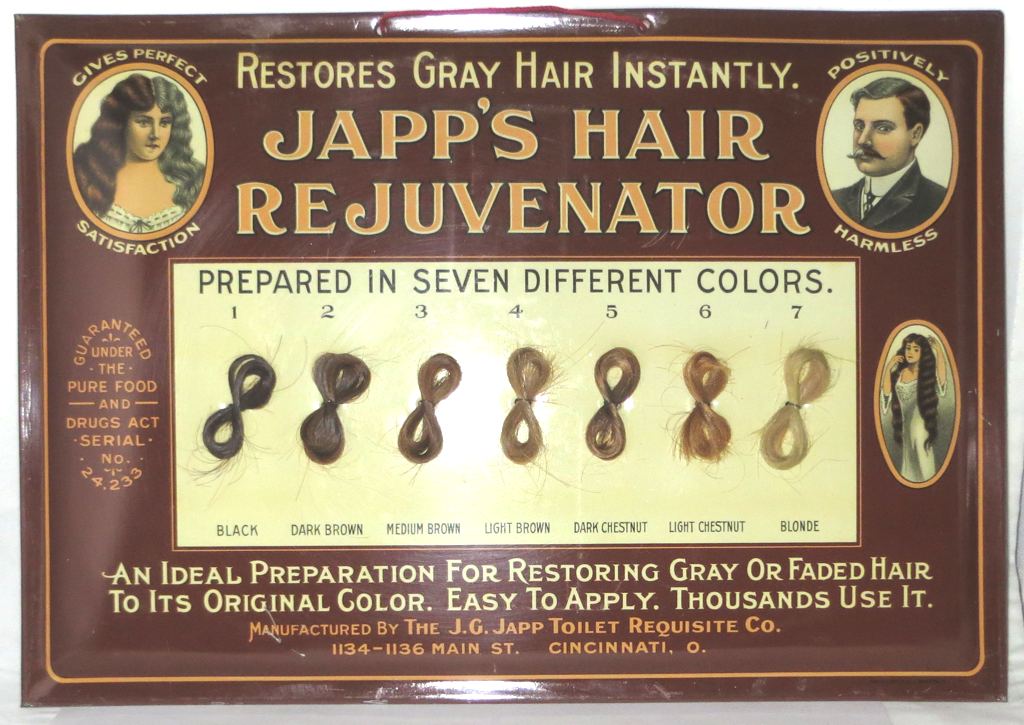 GIVES PERFECT
SATISFACTION
RESTORES GRAY HAIR INSTANTLY.
JAPP'S HAIR
REJUVENATOR
POSITIVELY
HARMLESS
PREPARED IN SEVEN DIFFERENT COLORS.
1 2 3 4 5 6 7
BLACK DARK BROWN MEDIUM BROWN LIGHT BROWN DARK CHESTNUT LIGHT CHESTNUT BLONDE
GUARANTEED
UNDER
· THE ·
PURE FOOD
— AND —
DRUGS ACT
· SERIAL ·
No.
24,233
AN IDEAL PREPARATION FOR RESTORING GRAY OR FADED HAIR
TO ITS ORIGINAL COLOR. EASY TO APPLY. THOUSANDS USE IT.
MANUFACTURED BY THE J.G. JAPP TOILET REQUISITE CO.
1134-1136 MAIN ST. CINCINNATI, O.